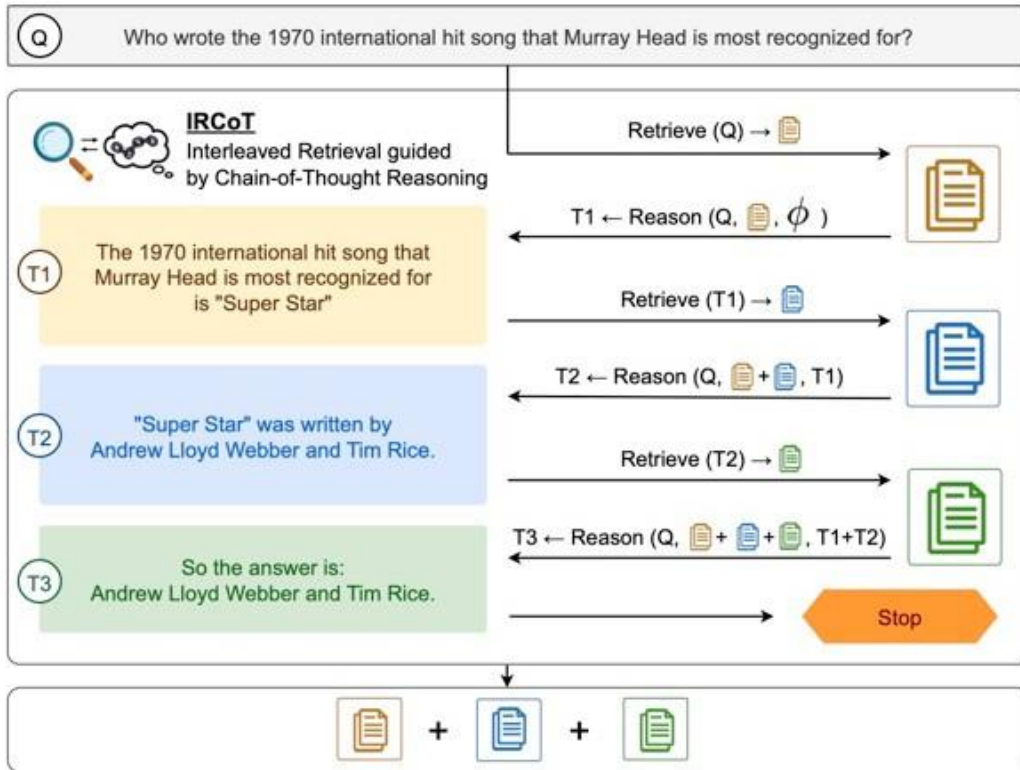 Q
Who wrote the 1970 international hit song that Murray Head is most recognized for?
IRCoT
Interleaved Retrieval guided
by Chain-of-Thought Reasoning
Retrieve (Q) →
T1 ← Reason (Q, , ϕ )
T1
The 1970 international hit song that
Murray Head is most recognized for
is "Super Star"
Retrieve (T1) →
T2 ← Reason (Q, + , T1)
T2
"Super Star" was written by
Andrew Lloyd Webber and Tim Rice.
Retrieve (T2) →
T3 ← Reason (Q, + + , T1+T2)
T3
So the answer is:
Andrew Lloyd Webber and Tim Rice.
Stop
+ +